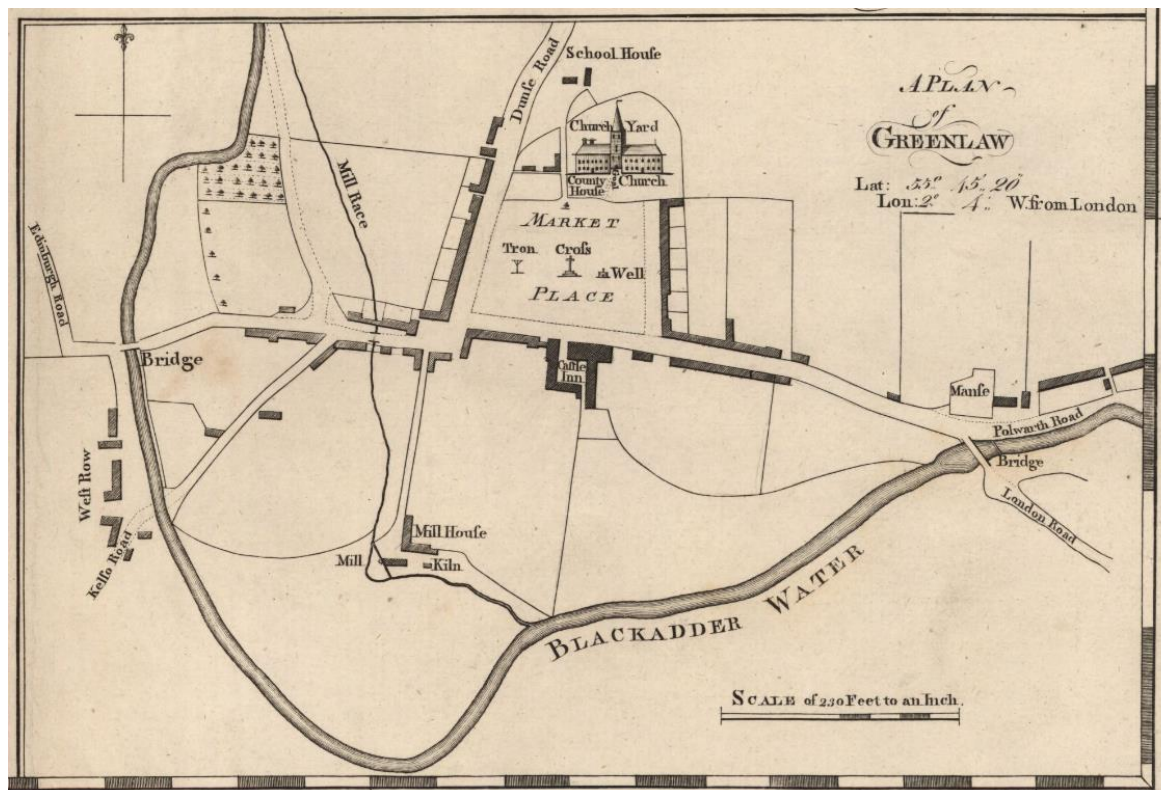 A PLAN
of
GREENLAW
Lat: 55° 45" 20"
Lon: 2° 4" W. from London
School Houſe
Dunſe Road
Church Yard
County Houſe
Church
MARKET
Tron
Croſs
Well
PLACE
Mill Race
Edinburgh Road
Bridge
Caſtle Inn
Manſe
Polwarth Road
Bridge
London Road
Weſt Row
Kelſo Road
Mill Houſe
Mill
Kiln
BLACKADDER WATER
SCALE of 230 Feet to an Inch.